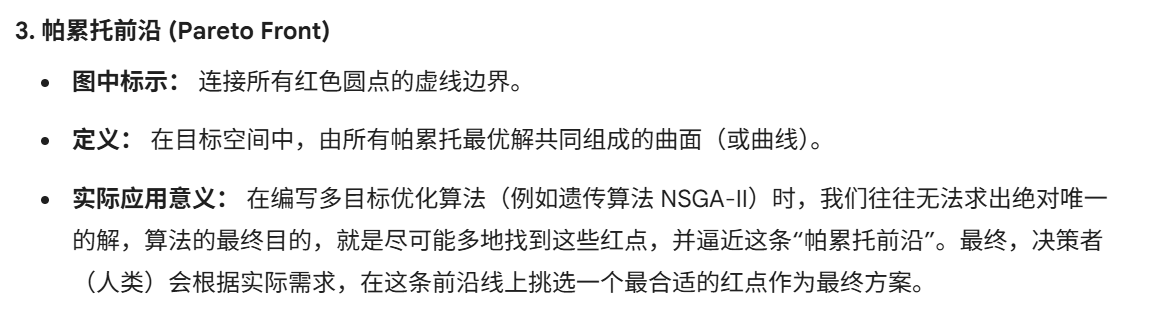 3. 帕累托前沿 (Pareto Front)
• 图中标示： 连接所有红色圆点的虚线边界。
• 定义： 在目标空间中，由所有帕累托最优解共同组成的曲面（或曲线）。
• 实际应用意义： 在编写多目标优化算法（例如遗传算法 NSGA-II）时，我们往往无法求出绝对唯一
的解，算法的最终目的，就是尽可能多地找到这些红点，并逼近这条“帕累托前沿”。最终，决策者
（人类）会根据实际需求，在这条前沿线上挑选一个最合适的红点作为最终方案。